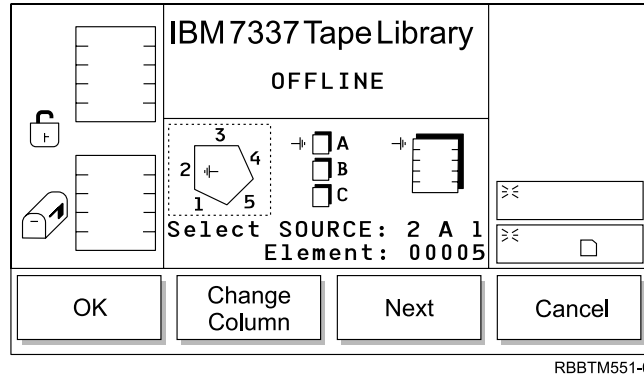 IBM 7337 Tape Library
OFFLINE
3
2
4
1
5
A
B
C
Select SOURCE: 2 A 1
Element: 00005
OK
Change
Column
Next
Cancel